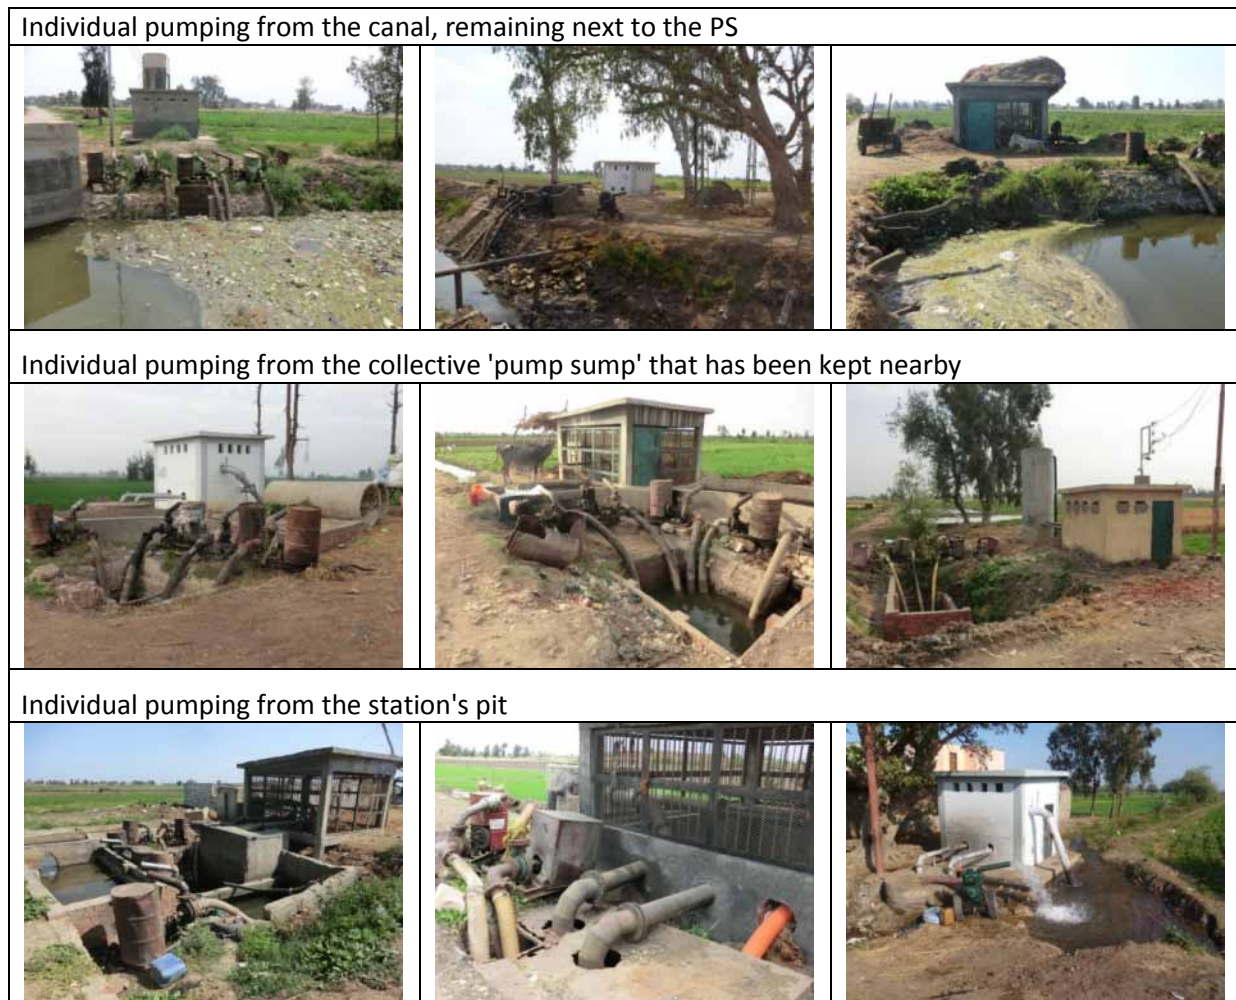 Individual pumping from the canal, remaining next to the PS
Individual pumping from the collective 'pump sump' that has been kept nearby
Individual pumping from the station's pit